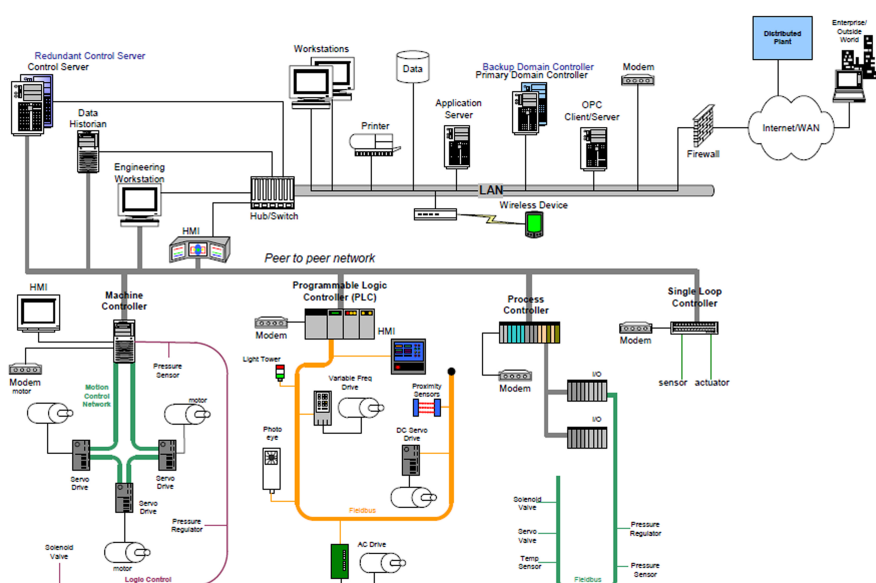 Redundant Control Server
Control Server
Workstations
Data
Backup Domain Controller
Primary Domain Controller
Modem
Distributed
Plant
Enterprise/
Outside
World
Data
Historian
Printer
Application
Server
OPC
Client/Server
Internet/WAN
Firewall
Engineering
Workstation
LAN
Hub/Switch
Wireless Device
HMI
Peer to peer network
HMI
Machine
Controller
Programmable Logic
Controller (PLC)
Process
Controller
Single Loop
Controller
Modem
HMI
Modem
Light Tower
Pressure
Sensor
Modem
motor
Motion
Control
Network
motor
Variable Freq
Drive
Proximity
Sensors
Modem
I/O
sensor
actuator
Photo
eye
DC Servo
Drive
I/O
Servo
Drive
Servo
Drive
Servo
Drive
Fieldbus
Solenoid
Valve
Pressure
Regulator
Pressure
Regulator
Servo
Valve
Solenoid
Valve
motor
AC Drive
Temp
Sensor
Pressure
Sensor
Logic Control
Fieldbus